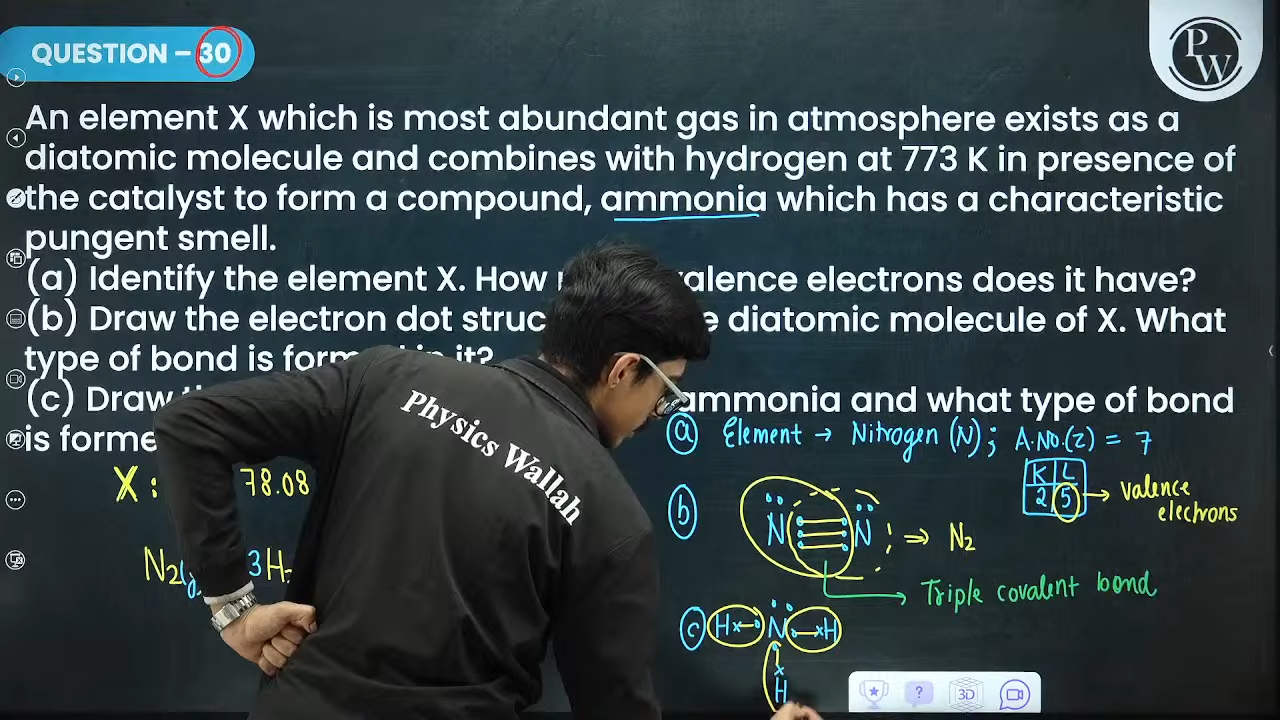 QUESTION – 30
PW
An element X which is most abundant gas in atmosphere exists as a
diatomic molecule and combines with hydrogen at 773 K in presence of
the catalyst to form a compound, ammonia which has a characteristic
pungent smell.
(a) Identify the element X. How valence electrons does it have?
(b) Draw the electron dot diatomic molecule of X. What
type of bond is
(c) Draw ammonia and what type of bond
is
X : 78.08
N₂ 3H₂
Physics Wallah
(a) Element → Nitrogen (N); A.No.(Z) = 7
K L
2 5 → valence
electrons
(b) N N ⇒ N₂
Triple covalent bond
(c) H x N x H
x
H
? 3D